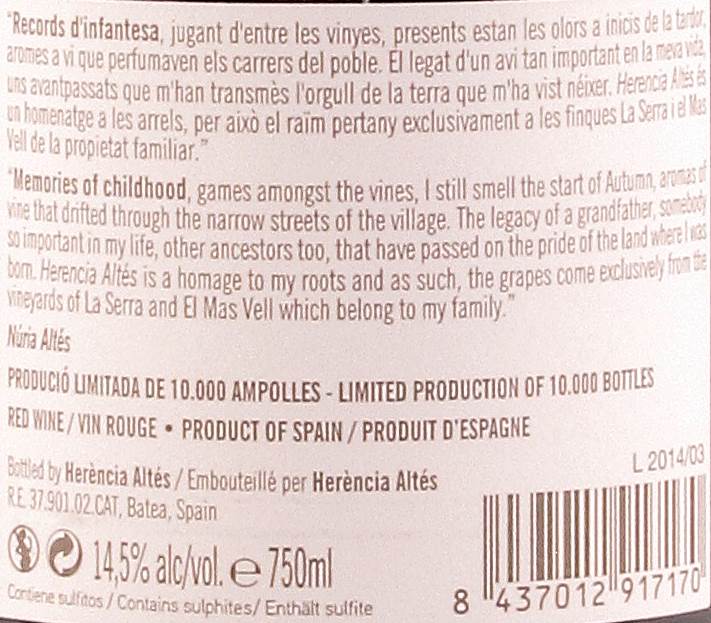 "Records d'infantesa, jugant d'entre les vinyes, presents estan les olors a inicis de la tardor,
aromes a vi que perfumaven els carrers del poble. El legat d'un avi tan important en la meva vida,
uns avantpassats que m'han transmès l'orgull de la terra que m'ha vist néixer. Herencia Altés és
un homenatge a les arrels, per això el raïm pertany exclusivament a les finques La Serra i el Mas
Vell de la propietat familiar."
"Memories of childhood, games amongst the vines, I still smell the start of Autumn, aromas of
vine that drifted through the narrow streets of the village. The legacy of a grandfather, somebody
so important in my life, other ancestors too, that have passed on the pride of the land where I was
born. Herencia Altés is a homage to my roots and as such, the grapes come exclusively from the
vineyards of La Serra and El Mas Vell which belong to my family."
Núria Altés
PRODUCIÓ LIMITADA DE 10.000 AMPOLLES - LIMITED PRODUCTION OF 10.000 BOTTLES
RED WINE / VIN ROUGE • PRODUCT OF SPAIN / PRODUIT D'ESPAGNE
Bottled by Herència Altés / Embouteillé per Herència Altés
R.E. 37.901.02.CAT, Batea, Spain
L 2014/03
14,5% alc/vol. e 750ml
Contiene sulfitos / Contains sulphites / Enthält sulfite
8 437012 917170